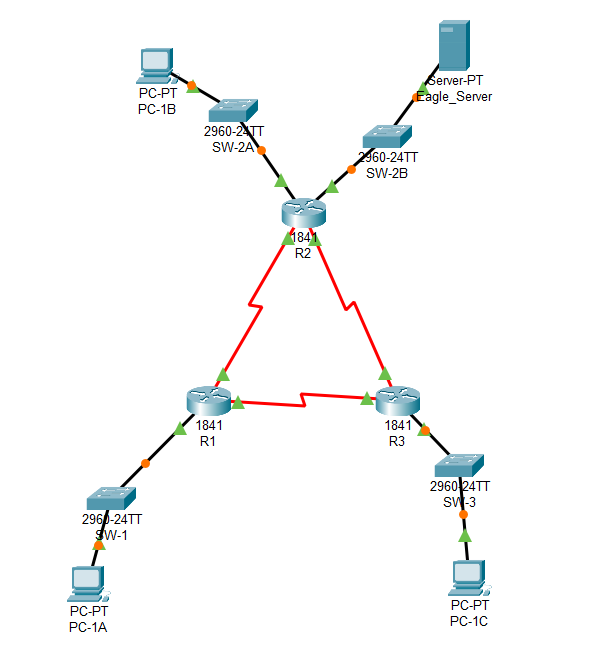 Server-PT
Eagle_Server
PC-PT
PC-1B
2960-24TT
SW-2A
2960-24TT
SW-2B
1841
R2
1841
R1
1841
R3
2960-24TT
SW-3
2960-24TT
SW-1
PC-PT
PC-1A
PC-PT
PC-1C